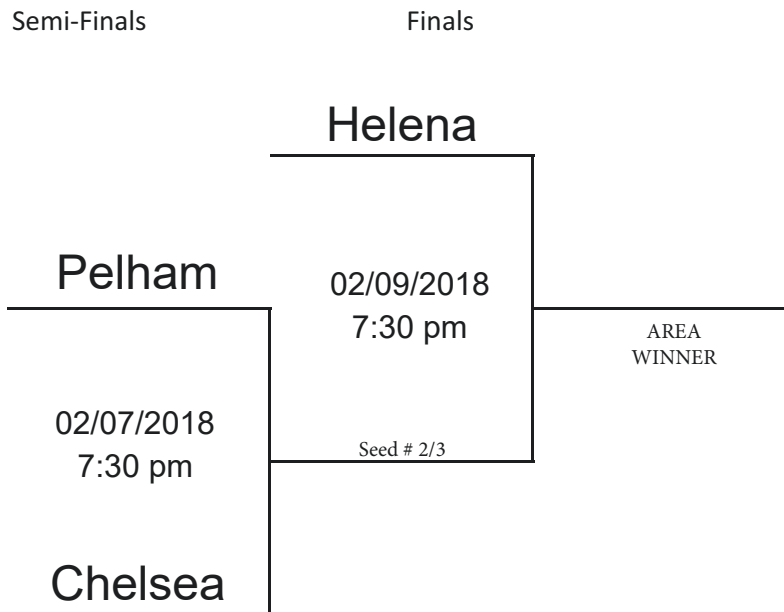 Semi-Finals
Finals
Helena
Pelham
02/09/2018
7:30 pm
AREA
WINNER
02/07/2018
7:30 pm
Seed # 2/3
Chelsea